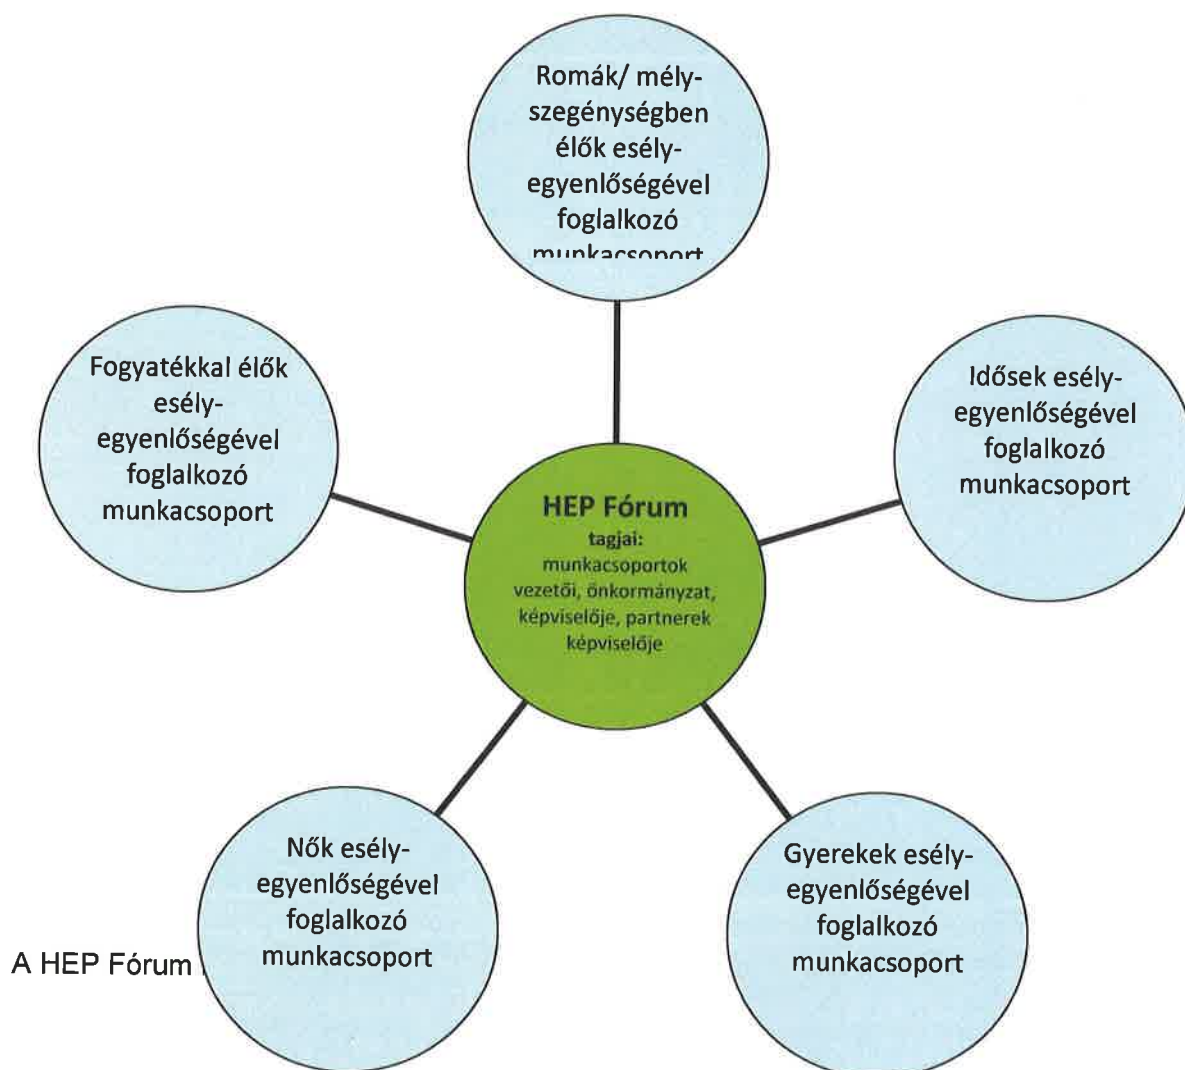 Romák/ mély-
szegénységben
élők esély-
egyenlőségével
foglalkozó
munkacsoport
Fogyatékkal élők
esély-
egyenlőségével
foglalkozó
munkacsoport
Idősek esély-
egyenlőségével
foglalkozó
munkacsoport
HEP Fórum
tagjai:
munkacsoportok
vezetői, önkormányzat,
képviselője, partnerek
képviselője
Nők esély-
egyenlőségével
foglalkozó
munkacsoport
Gyerekek esély-
egyenlőségével
foglalkozó
munkacsoport
A HEP Fórum